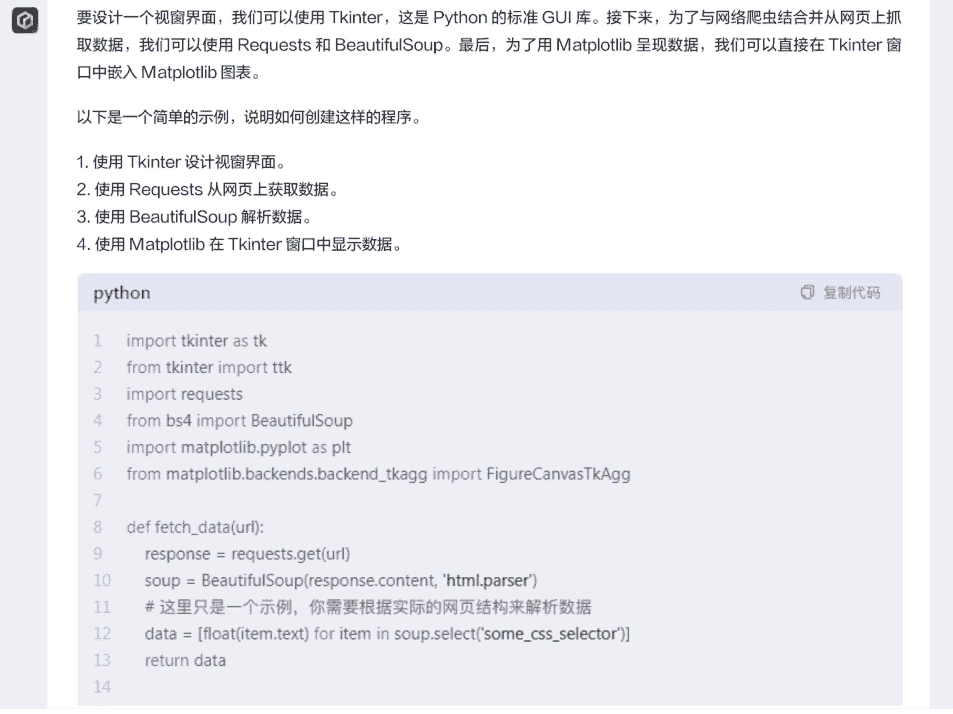 要设计一个视窗界面，我们可以使用 Tkinter，这是 Python 的标准 GUI 库。接下来，为了与网络爬虫结合并从网页上抓
取数据，我们可以使用 Requests 和 BeautifulSoup。最后，为了用 Matplotlib 呈现数据，我们可以直接在 Tkinter 窗
口中嵌入 Matplotlib 图表。
以下是一个简单的示例，说明如何创建这样的程序。
1. 使用 Tkinter 设计视窗界面。
2. 使用 Requests 从网页上获取数据。
3. 使用 BeautifulSoup 解析数据。
4. 使用 Matplotlib 在 Tkinter 窗口中显示数据。
python 复制代码
1 import tkinter as tk
2 from tkinter import ttk
3 import requests
4 from bs4 import BeautifulSoup
5 import matplotlib.pyplot as plt
6 from matplotlib.backends.backend_tkagg import FigureCanvasTkAgg
7
8 def fetch_data(url):
9 response = requests.get(url)
10 soup = BeautifulSoup(response.content, 'html.parser')
11 # 这里只是一个示例，你需要根据实际的网页结构来解析数据
12 data = [float(item.text) for item in soup.select('some_css_selector')]
13 return data
14